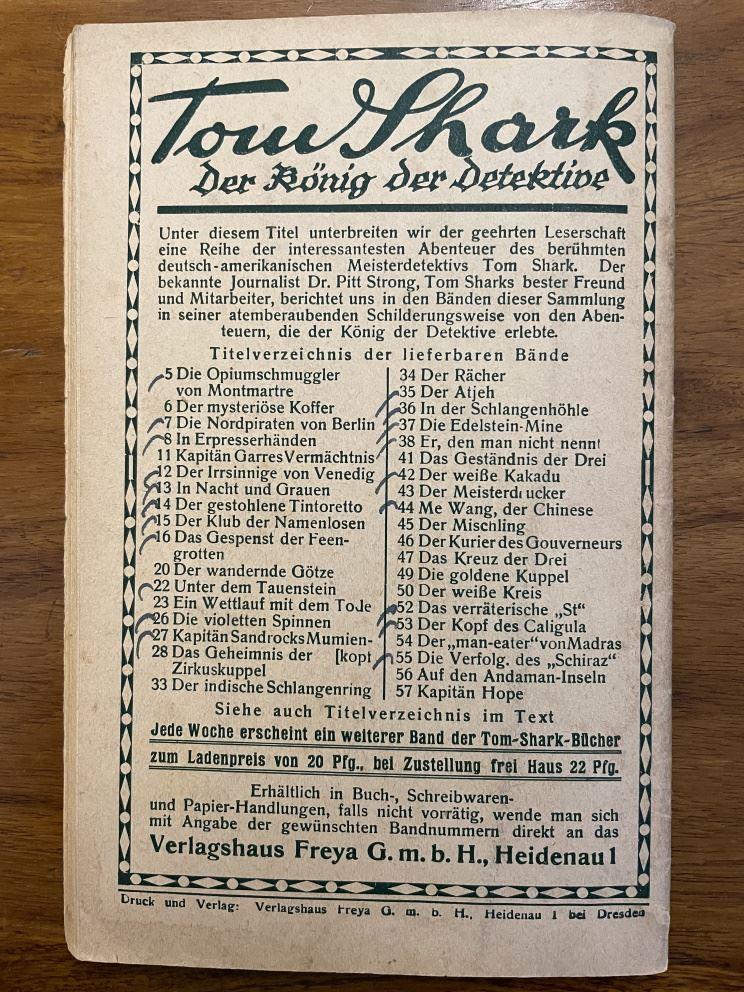 Tom Shark
Der König der Detektive
Unter diesem Titel unterbreiten wir der geehrten Leserschaft
eine Reihe der interessantesten Abenteuer des berühmten
deutsch-amerikanischen Meisterdetektivs Tom Shark. Der
bekannte Journalist Dr. Pitt Strong, Tom Sharks bester Freund
und Mitarbeiter, berichtet uns in den Bänden dieser Sammlung
in seiner atemberaubenden Schilderungsweise von den Aben-
teuern, die der König der Detektive erlebte.
Titelverzeichnis der lieferbaren Bände
5 Die Opiumschmuggler
von Montmartre
6 Der mysteriöse Koffer
7 Die Nordpiraten von Berlin
8 In Erpresserhänden
11 Kapitän Garres Vermächtnis
12 Der Irrsinnige von Venedig
13 In Nacht und Grauen
14 Der gestohlene Tintoretto
15 Der Klub der Namenlosen
16 Das Gespenst der Feen-
grotten
20 Der wandernde Götze
22 Unter dem Tauenstein
23 Ein Wettlauf mit dem Tode
26 Die violetten Spinnen
27 Kapitän Sandrocks Mumien-
28 Das Geheimnis der [kopf
Zirkuskuppel
33 Der indische Schlangenring
34 Der Rächer
35 Der Atjeh
36 In der Schlangenhöhle
37 Die Edelstein-Mine
38 Er, den man nicht nennt
41 Das Geständnis der Drei
42 Der weiße Kakadu
43 Der Meisterdrucker
44 Me Wang, der Chinese
45 Der Mischling
46 Der Kurier des Gouverneurs
47 Das Kreuz der Drei
49 Die goldene Kuppel
50 Der weiße Kreis
52 Das verräterische „St“
53 Der Kopf des Caligula
54 Der „man-eater“ von Madras
55 Die Verfolg. des „Schiraz“
56 Auf den Andaman-Inseln
57 Kapitän Hope
Siehe auch Titelverzeichnis im Text
Jede Woche erscheint ein weiterer Band der Tom-Shark-Bücher
zum Ladenpreis von 20 Pfg., bei Zustellung frei Haus 22 Pfg.
Erhältlich in Buch-, Schreibwaren-
und Papier-Handlungen, falls nicht vorrätig, wende man sich
mit Angabe der gewünschten Bandnummern direkt an das
Verlagshaus Freya G. m. b. H., Heidenau 1
Druck und Verlag: Verlagshaus Freya G. m. b. H., Heidenau 1 bei Dresden